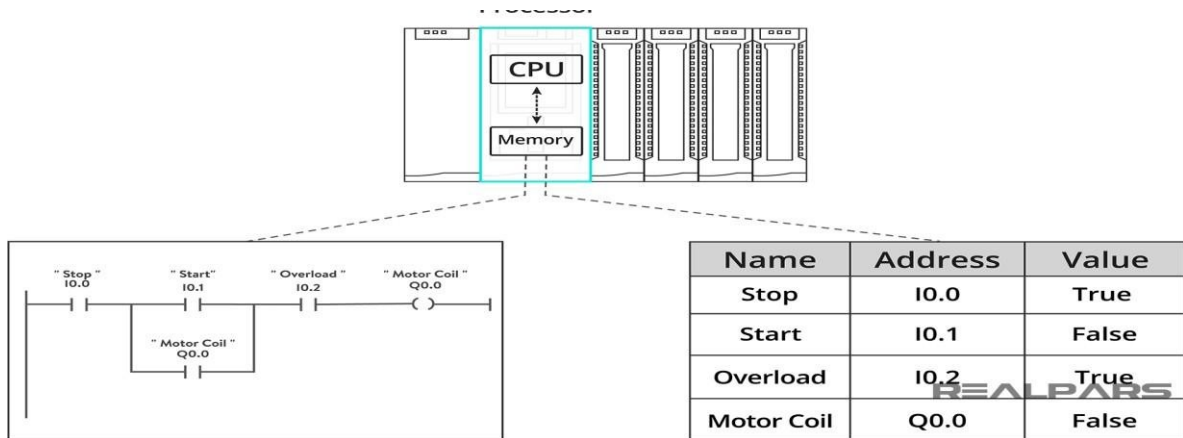 Processor
CPU
Memory
" Stop "
I0.0
" Start"
I0.1
" Overload "
I0.2
" Motor Coil "
Q0.0
" Motor Coil "
Q0.0
Name Address Value
Stop I0.0 True
Start I0.1 False
Overload I0.2 True
REALPARS
Motor Coil Q0.0 False